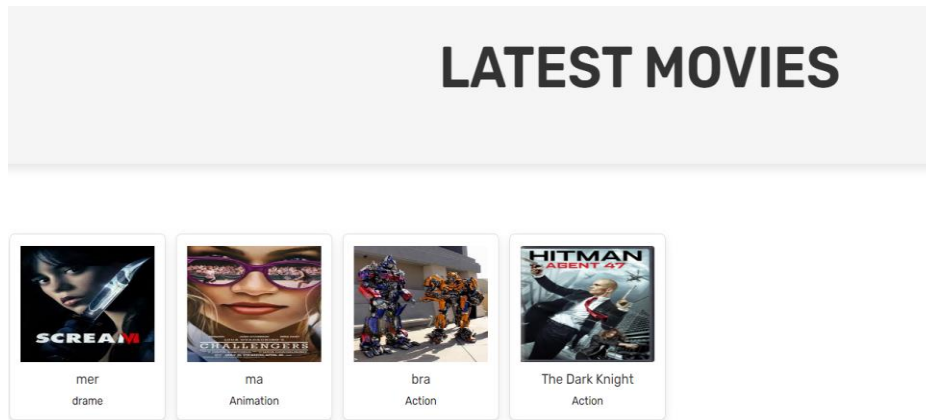 LATEST MOVIES
SCREAM
mer
drame
CHALLENGERS
ma
Animation
bra
Action
HITMAN
AGENT 47
The Dark Knight
Action